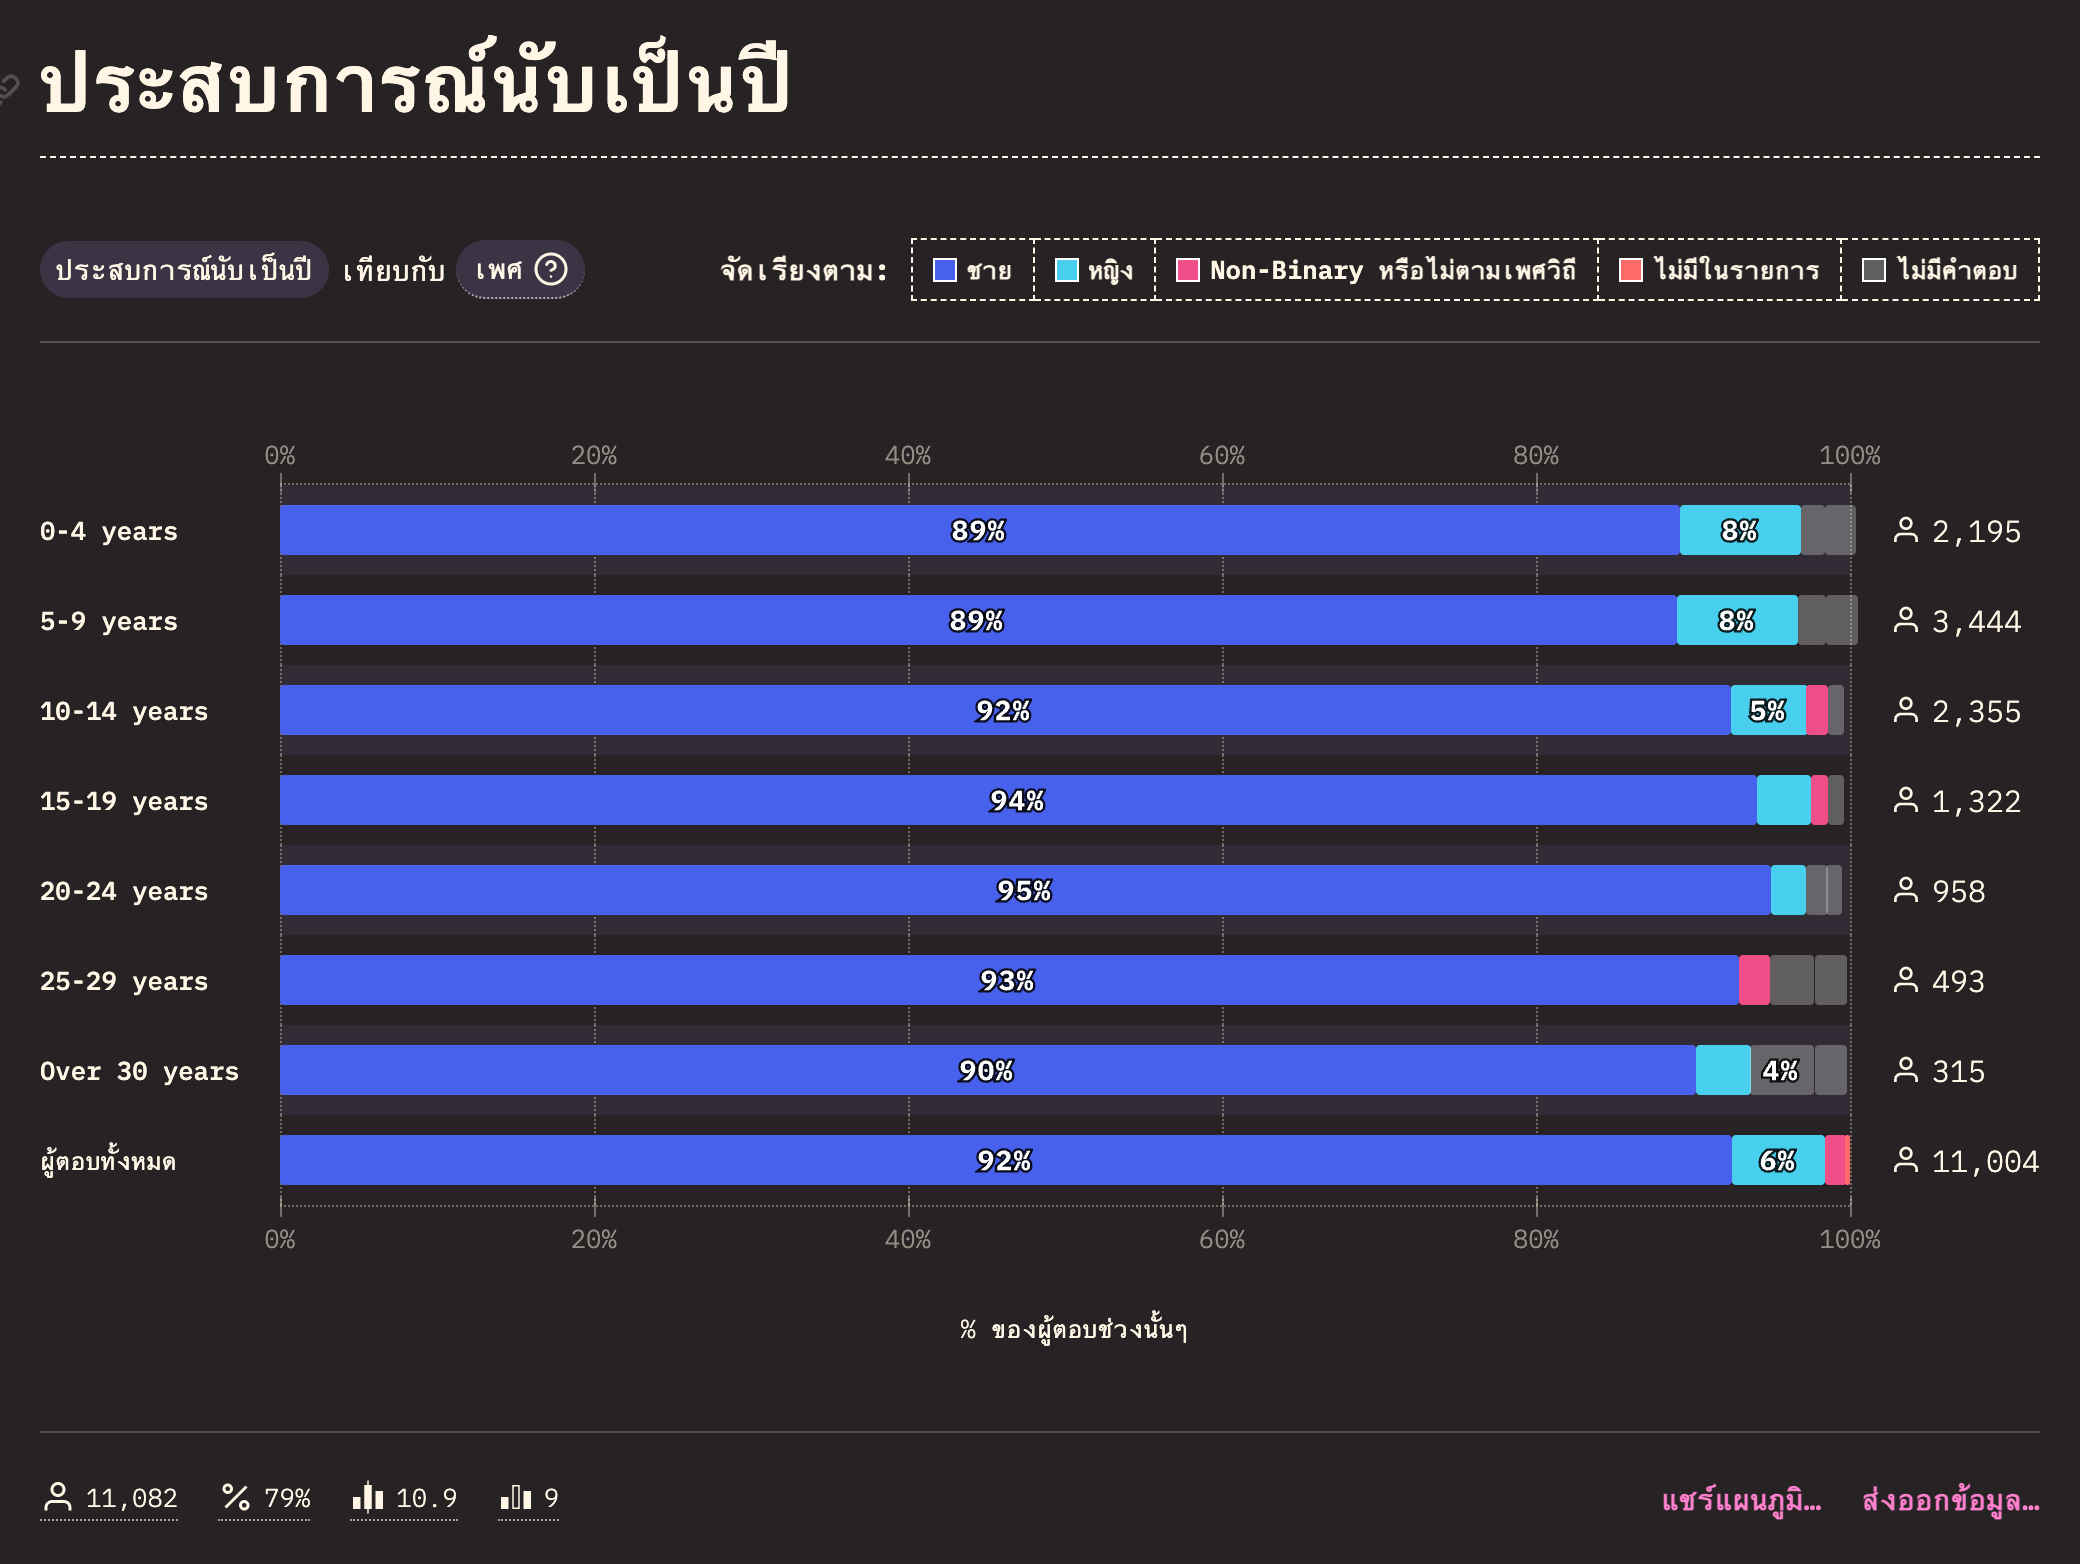 ประสบการณ์นับเป็นปี
ประสบการณ์นับเป็นปี เทียบกับ เพศ ? จัดเรียงตาม: ชาย หญิง Non-Binary หรือไม่ตามเพศวิถี ไม่มีในรายการ ไม่มีคำตอบ
0% 20% 40% 60% 80% 100%
0-4 years 89% 8% 2,195
5-9 years 89% 8% 3,444
10-14 years 92% 5% 2,355
15-19 years 94% 1,322
20-24 years 95% 958
25-29 years 93% 493
Over 30 years 90% 4% 315
ผู้ตอบทั้งหมด 92% 6% 11,004
0% 20% 40% 60% 80% 100%
% ของผู้ตอบช่วงนั้นๆ
11,082 79% 10.9 9 แชร์แผนภูมิ… ส่งออกข้อมูล…